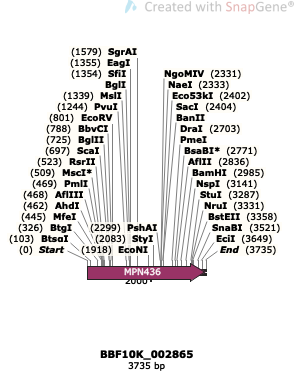 Created with SnapGene®
(1579) SgrAI
(1355) EagI
(1354) SfiI
BglI
(1339) MslI
(1244) PvuI
(801) EcoRV
(788) BbvCI
(725) BglII
(697) ScaI
(523) RsrII
(509) MscI*
(469) PmlI
(468) AflIII
(462) AhdI
(445) MfeI
(326) BtgI
(103) BtsαI
(0) Start
NgoMIV (2331)
NaeI (2333)
Eco53kI (2402)
SacI (2404)
BanII
DraI (2703)
PmeI
BsaBI* (2771)
AflII (2836)
BamHI (2985)
NspI (3141)
StuI (3287)
NruI (3331)
BstEII (3358)
SnaBI (3521)
EciI (3649)
End (3735)
(2299) PshAI
(2083) StyI
(1918) EcoNI
MPN436
2000
BBF10K_002865
3735 bp